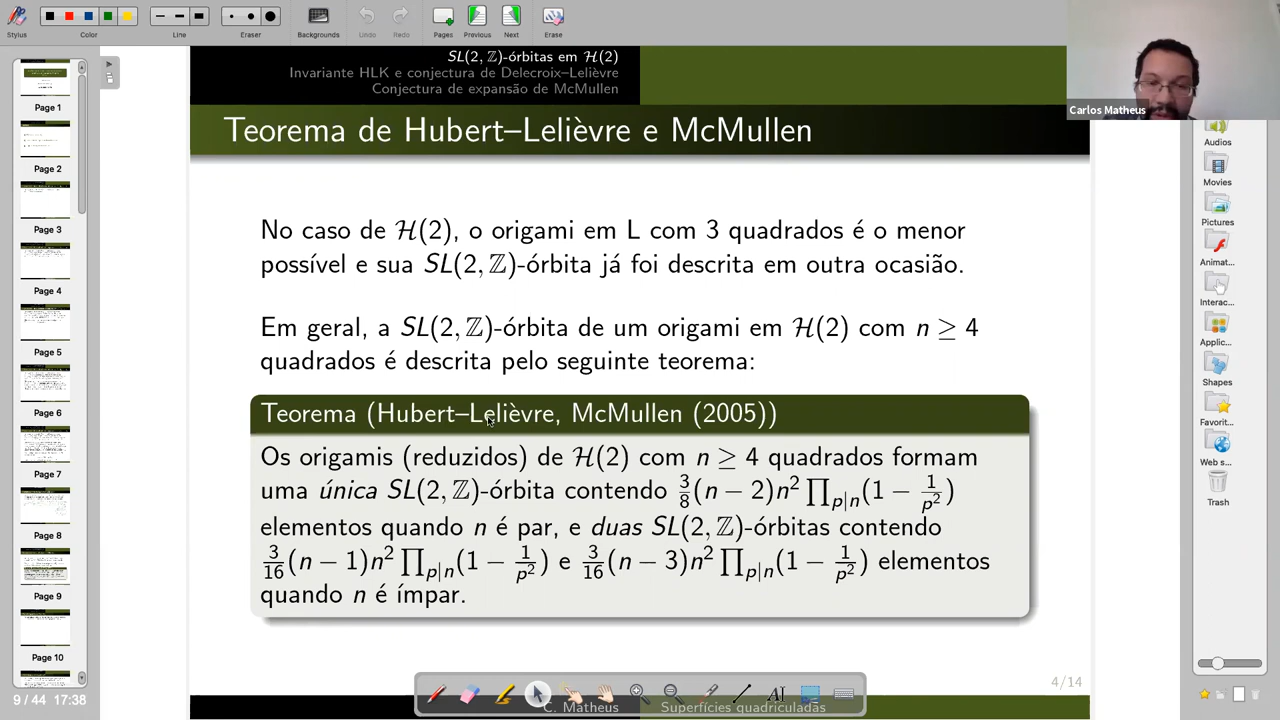 Stylus
Color
Line
Eraser
Backgrounds
Undo
Redo
Pages
Previous
Next
Erase
Page 1
Page 2
Page 3
Page 4
Page 5
Page 6
Page 7
Page 8
Page 9
Page 10
9 / 44 17:38
SL(2, ℤ)-órbitas em ℋ(2)
Invariante HLK e conjectura de Delecroix–Lelièvre
Conjectura de expansão de McMullen
Teorema de Hubert–Lelièvre e McMullen
No caso de ℋ(2), o origami em L com 3 quadrados é o menor
possível e sua SL(2, ℤ)-órbita já foi descrita em outra ocasião.
Em geral, a SL(2, ℤ)-orbita de um origami em ℋ(2) com n ≥ 4
quadrados é descrita pelo seguinte teorema:
Teorema (Hubert–Lelièvre, McMullen (2005))
Os origamis (reduzidos) de ℋ(2) com n ≥ 4 quadrados formam
uma única SL(2, ℤ)-órbita contendo 3/8(n − 2)n² ∏p|n(1 − 1/p²)
elementos quando n é par, e duas SL(2, ℤ)-órbitas contendo
3/16(n − 1)n² ∏p|n(1 − 1/p²) e 3/16(n − 3)n² ∏p|n(1 − 1/p²) elementos
quando n é ímpar.
4/14
C. Matheus
Superfícies quadriculadas
Carlos Matheus
Audios
Movies
Pictures
Animat...
Interac...
Applic...
Shapes
Favorit...
Web s...
Trash